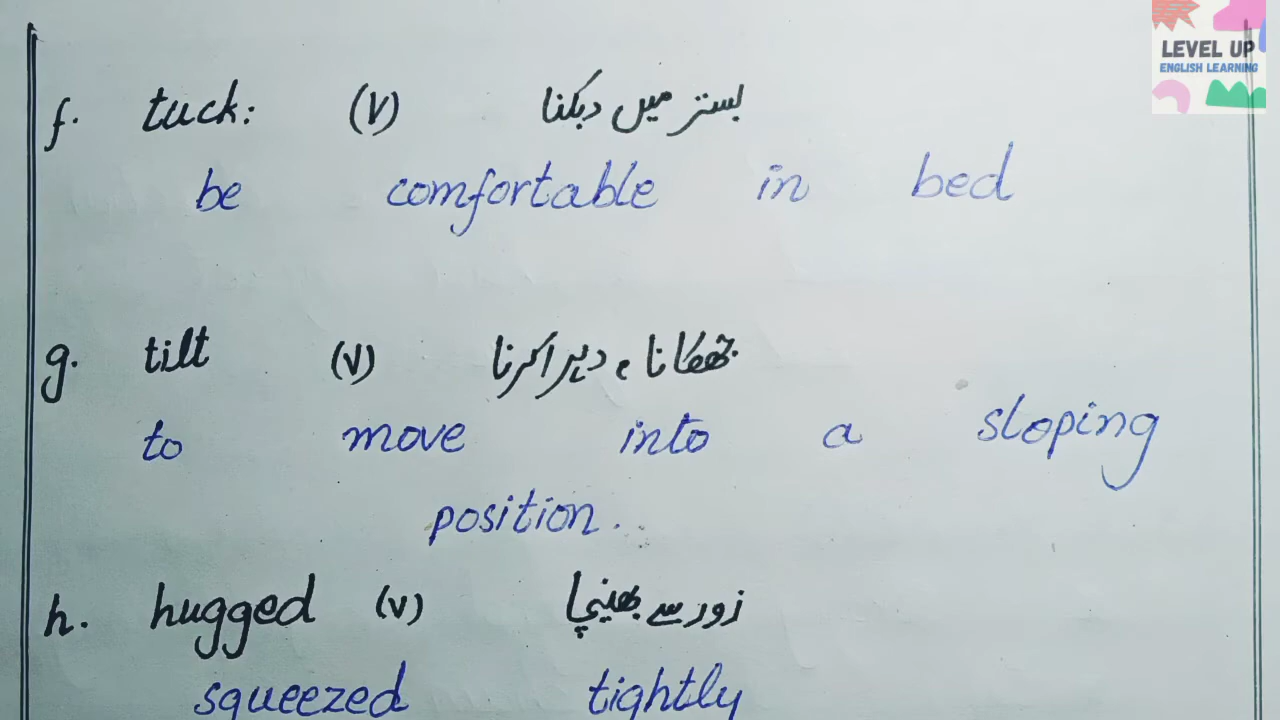 LEVEL UP
ENGLISH LEARNING
f. tuck: (V) بستر میں دبکنا
be comfortable in bed
g. tilt (V) جھکانا ، دہرا کرنا
to move into a sloping
position.
h. hugged (V) زور سے بھینچا
squeezed tightly